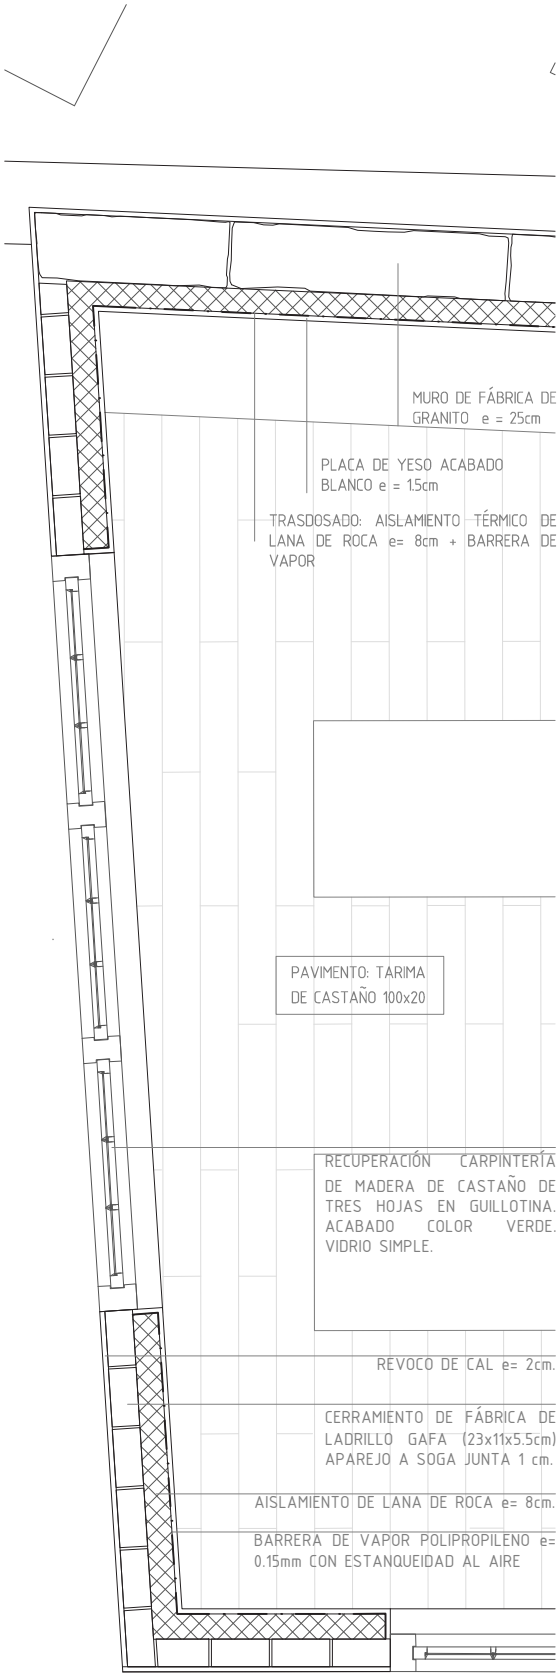 MURO DE FÁBRICA DE
GRANITO e = 25cm
PLACA DE YESO ACABADO
BLANCO e = 1.5cm
TRASDOSADO: AISLAMIENTO TÉRMICO DE
LANA DE ROCA e= 8cm + BARRERA DE
VAPOR
PAVIMENTO: TARIMA
DE CASTAÑO 100x20
RECUPERACIÓN CARPINTERÍA
DE MADERA DE CASTAÑO DE
TRES HOJAS EN GUILLOTINA.
ACABADO COLOR VERDE.
VIDRIO SIMPLE.
REVOCO DE CAL e= 2cm.
CERRAMIENTO DE FÁBRICA DE
LADRILLO GAFA (23x11x5.5cm)
APAREJO A SOGA JUNTA 1 cm.
AISLAMIENTO DE LANA DE ROCA e= 8cm.
BARRERA DE VAPOR POLIPROPILENO e=
0.15mm CON ESTANQUEIDAD AL AIRE